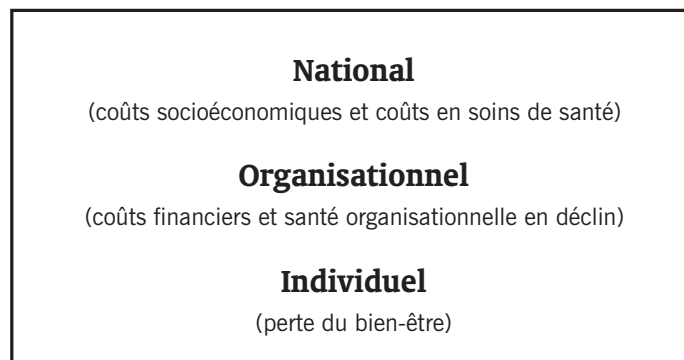 National
(coûts socioéconomiques et coûts en soins de santé)
Organisationnel
(coûts financiers et santé organisationnelle en déclin)
Individuel
(perte du bien-être)